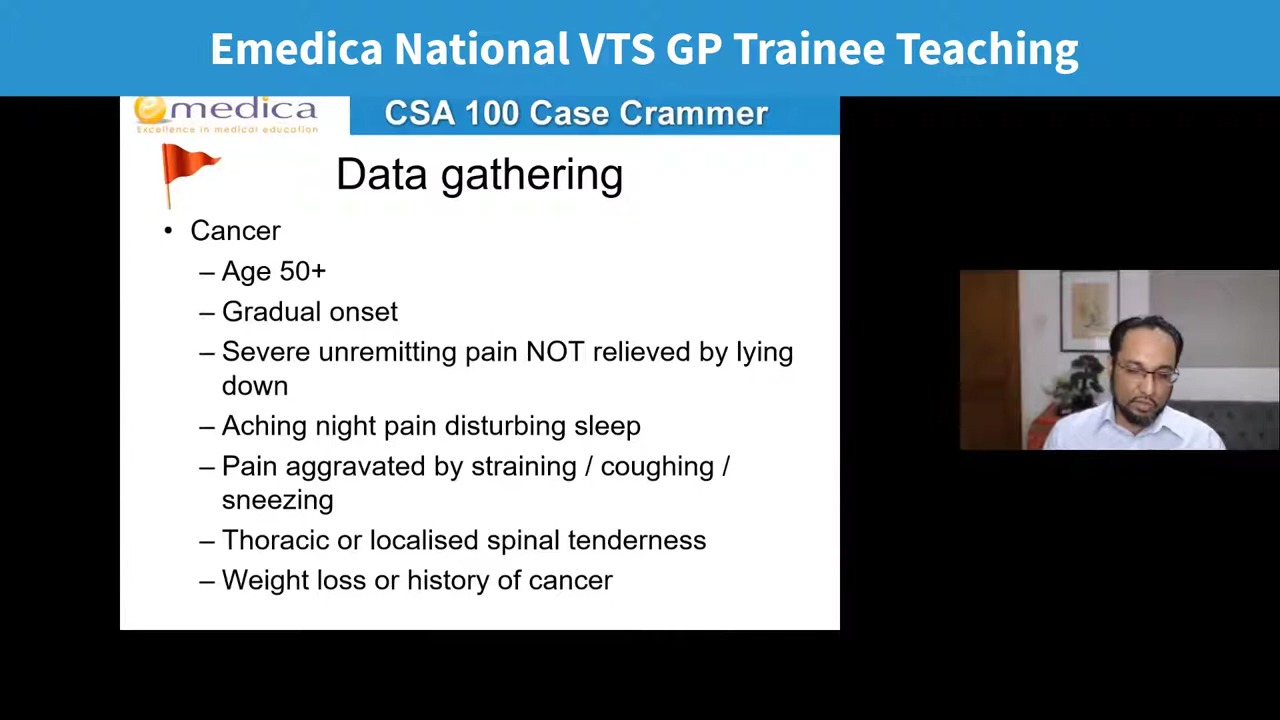 Emedica National VTS GP Trainee Teaching
emedica
Excellence in medical education
CSA 100 Case Crammer
Data gathering
• Cancer
– Age 50+
– Gradual onset
– Severe unremitting pain NOT relieved by lying
down
– Aching night pain disturbing sleep
– Pain aggravated by straining / coughing /
sneezing
– Thoracic or localised spinal tenderness
– Weight loss or history of cancer